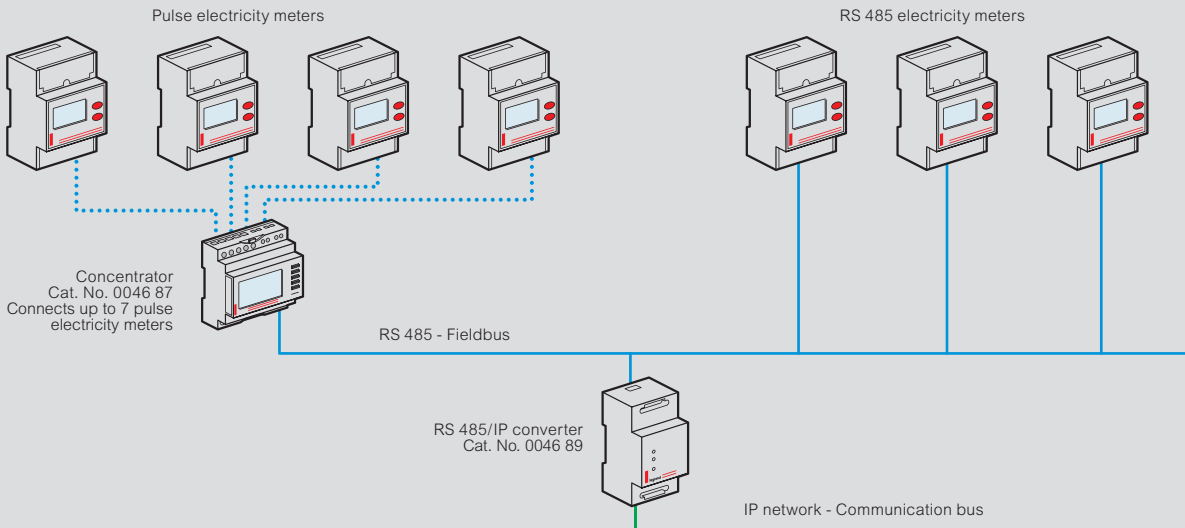 Pulse electricity meters
RS 485 electricity meters
Concentrator
Cat. No. 0046 87
Connects up to 7 pulse
electricity meters
RS 485 - Fieldbus
RS 485/IP converter
Cat. No. 0046 89
legrand
IP network - Communication bus